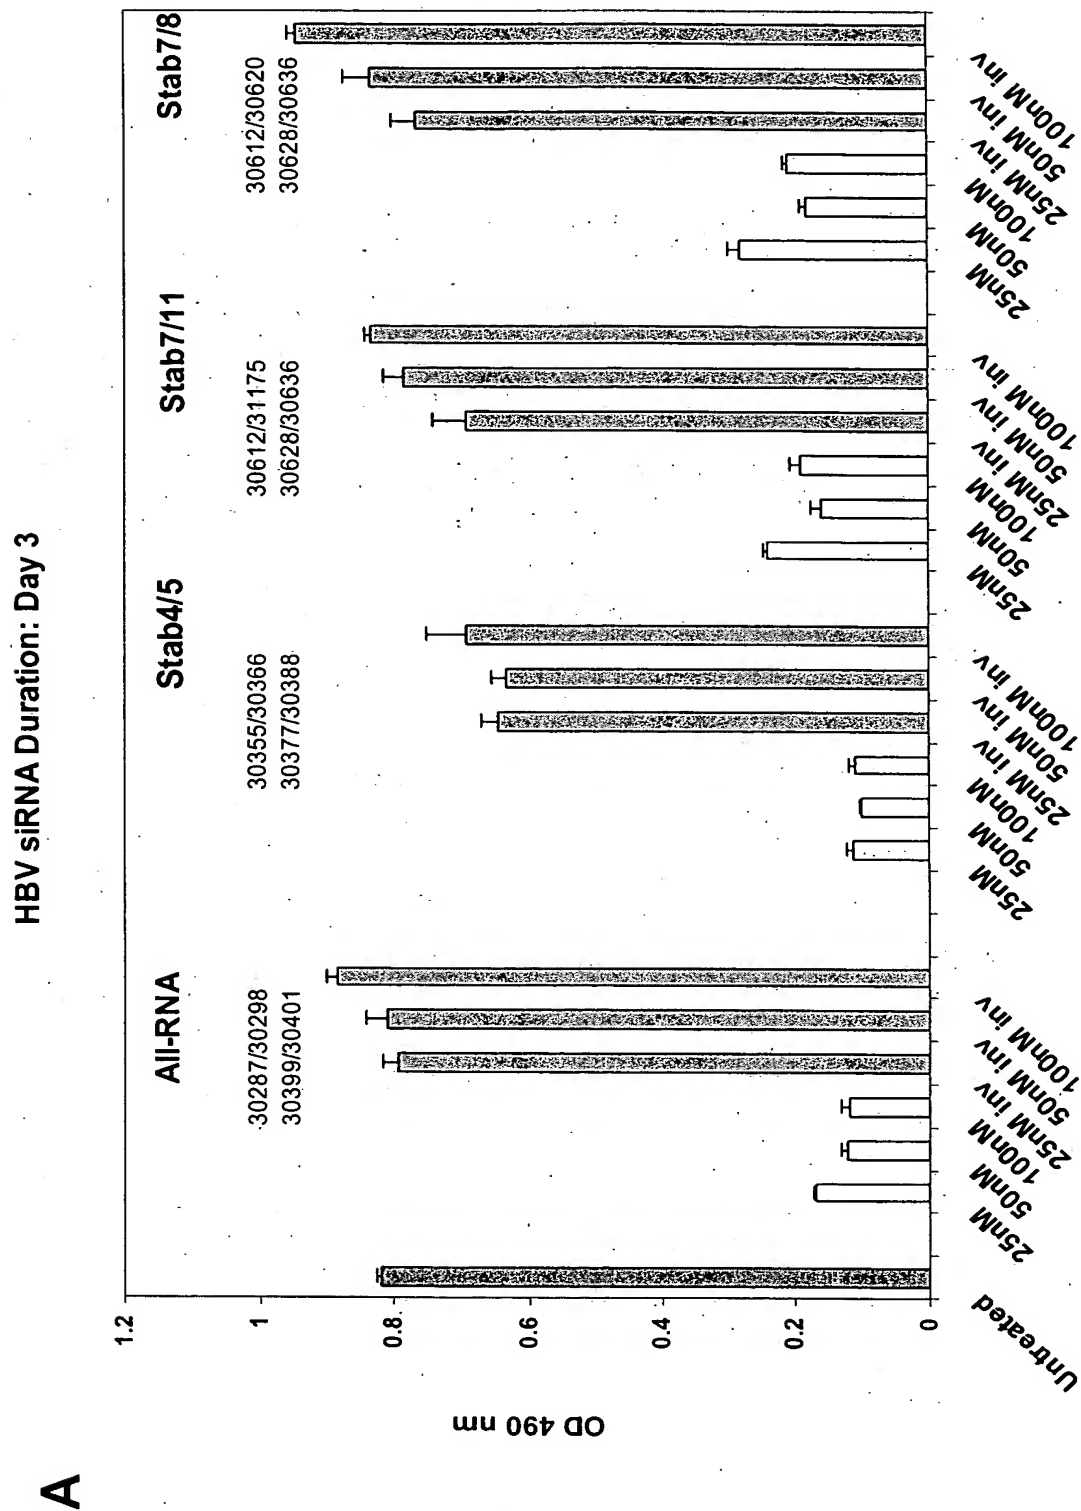 A
HBV siRNA Duration: Day 3
OD 490 nm
1.2
1
0.8
0.6
0.4
0.2
0
All-RNA
30287/30298
30399/30401
Stab4/5
30355/30366
30377/30388
Stab7/11
30612/31175
30628/30636
Stab7/8
30612/30620
30628/30636
Untreated
25nM
50nM
100nM
25nM inv
50nM inv
100nM inv
25nM
50nM
100nM
25nM inv
50nM inv
100nM inv
25nM
50nM
100nM
25nM inv
50nM inv
100nM inv
25nM
50nM
100nM
25nM inv
50nM inv
100nM inv